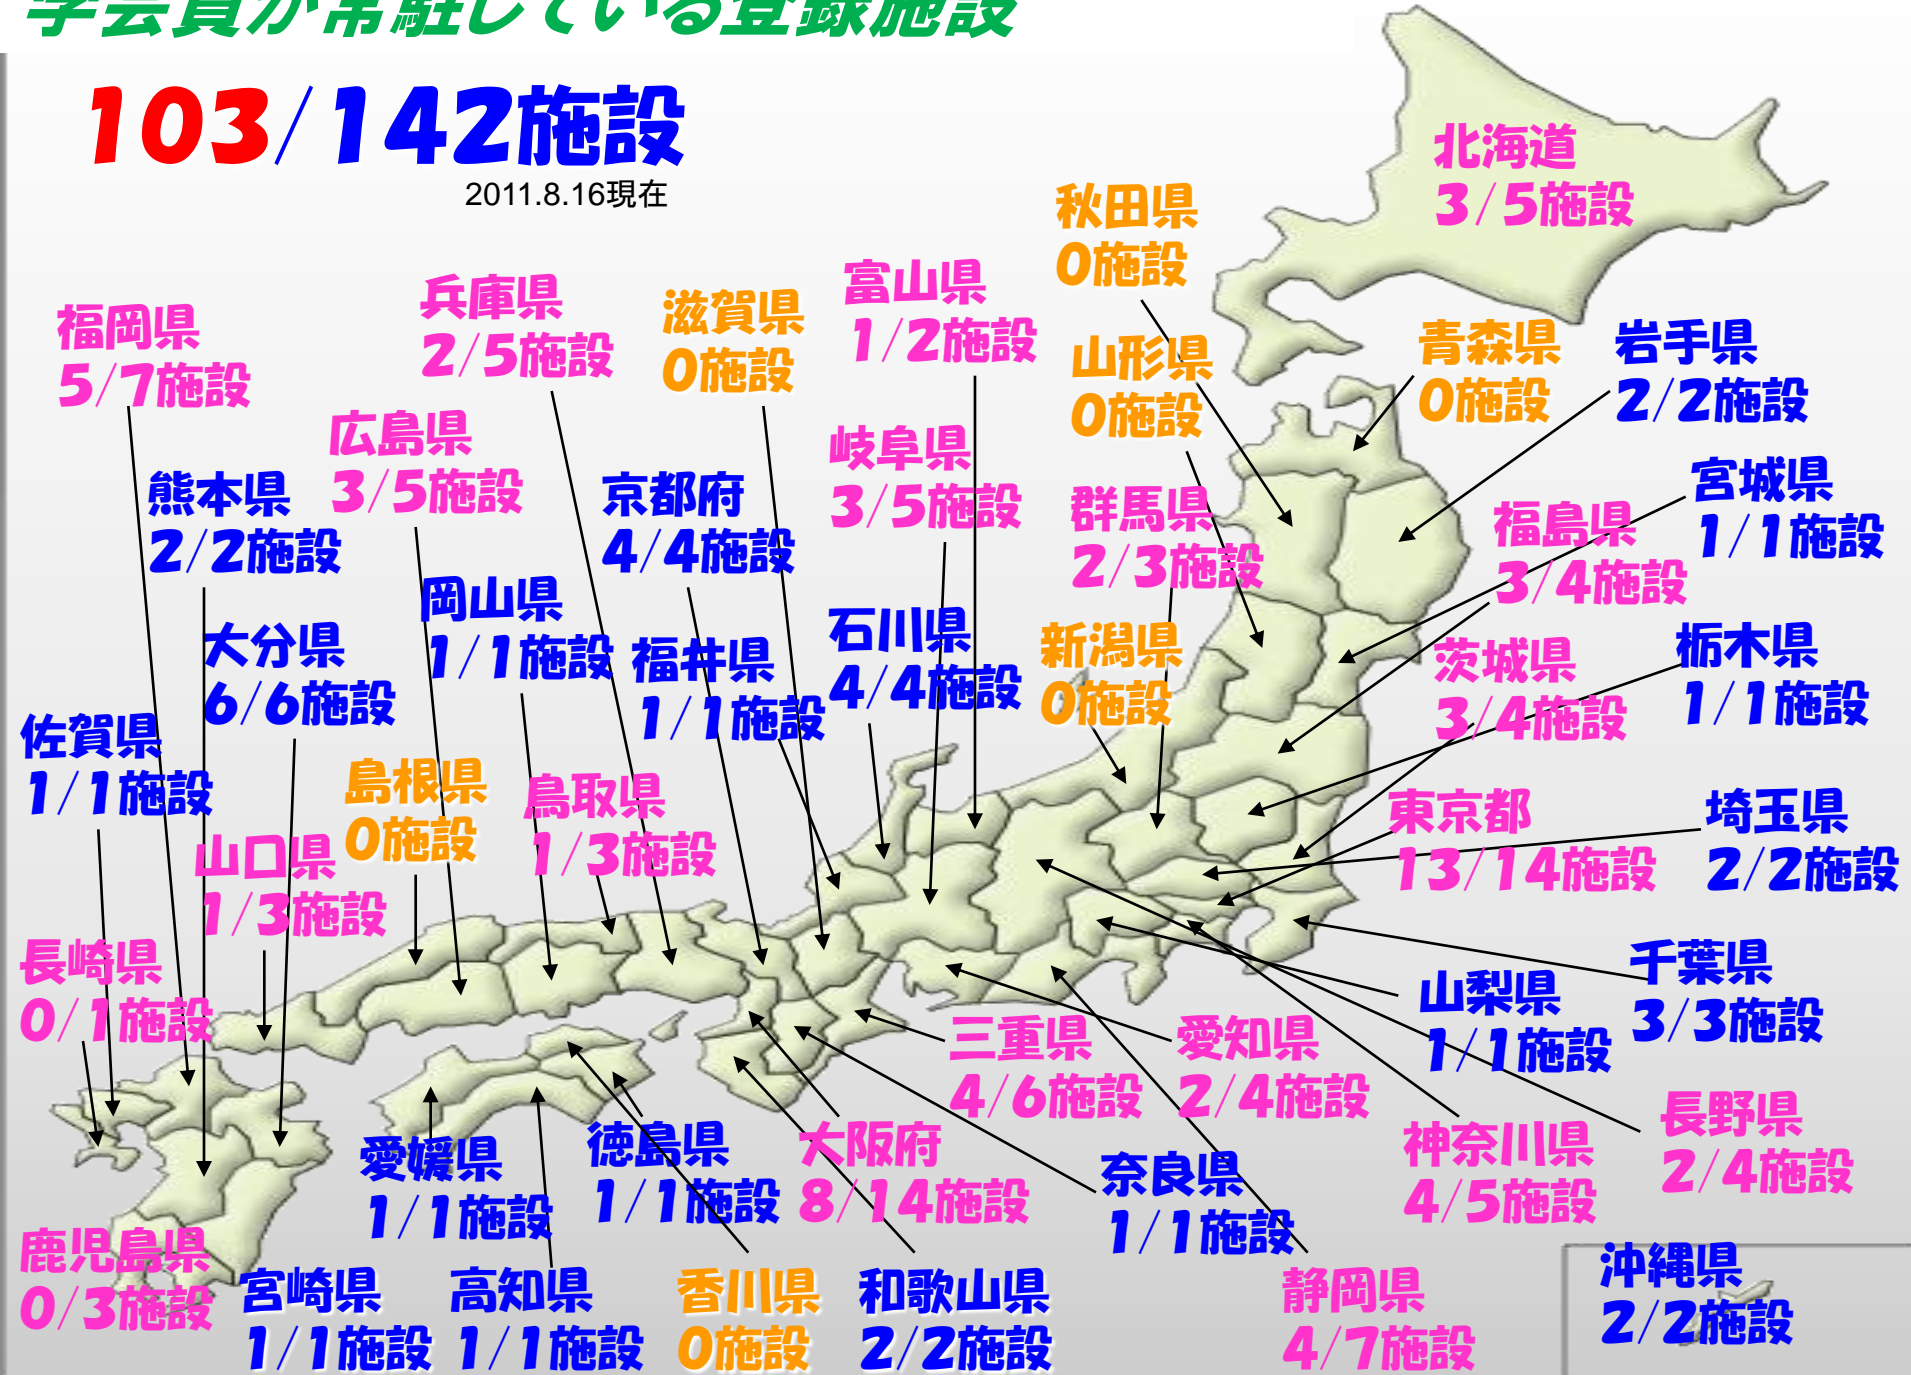 学会員が常駐している登録施設
103/142施設
2011.8.16現在
北海道
3/5施設
秋田県
0施設
富山県
1/2施設
兵庫県
2/5施設
滋賀県
0施設
福岡県
5/7施設
山形県
0施設
青森県
0施設
岩手県
2/2施設
広島県
3/5施設
岐阜県
3/5施設
熊本県
2/2施設
京都府
4/4施設
群馬県
2/3施設
宮城県
1/1施設
福島県
3/4施設
岡山県
1/1施設
石川県
4/4施設
大分県
6/6施設
福井県
1/1施設
新潟県
0施設
茨城県
3/4施設
栃木県
1/1施設
佐賀県
1/1施設
島根県
0施設
鳥取県
1/3施設
東京都
13/14施設
埼玉県
2/2施設
山口県
1/3施設
長崎県
0/1施設
千葉県
3/3施設
山梨県
1/1施設
三重県
4/6施設
愛知県
2/4施設
長野県
2/4施設
愛媛県
1/1施設
徳島県
1/1施設
大阪府
8/14施設
奈良県
1/1施設
神奈川県
4/5施設
鹿児島県
0/3施設
宮崎県
1/1施設
高知県
1/1施設
香川県
0施設
和歌山県
2/2施設
静岡県
4/7施設
沖縄県
2/2施設